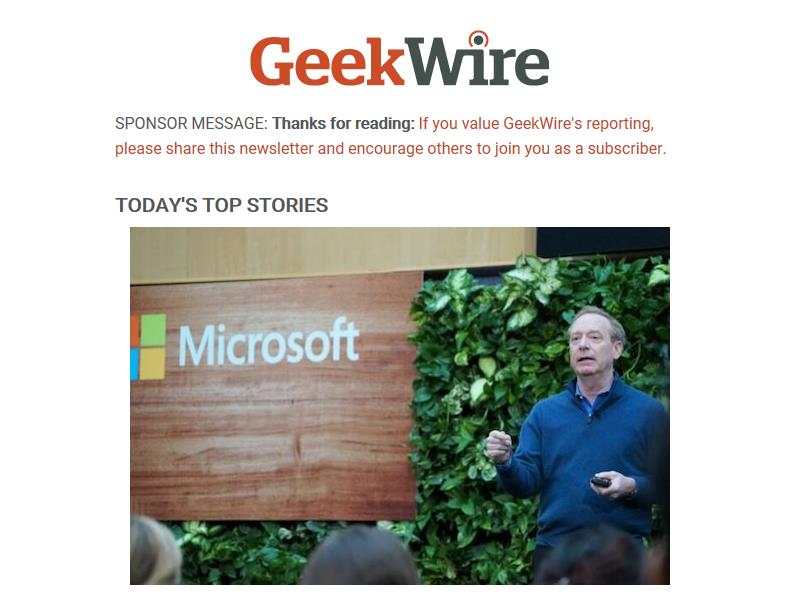 GeekWire
SPONSOR MESSAGE: Thanks for reading: If you value GeekWire's reporting,
please share this newsletter and encourage others to join you as a subscriber.
TODAY'S TOP STORIES
Microsoft